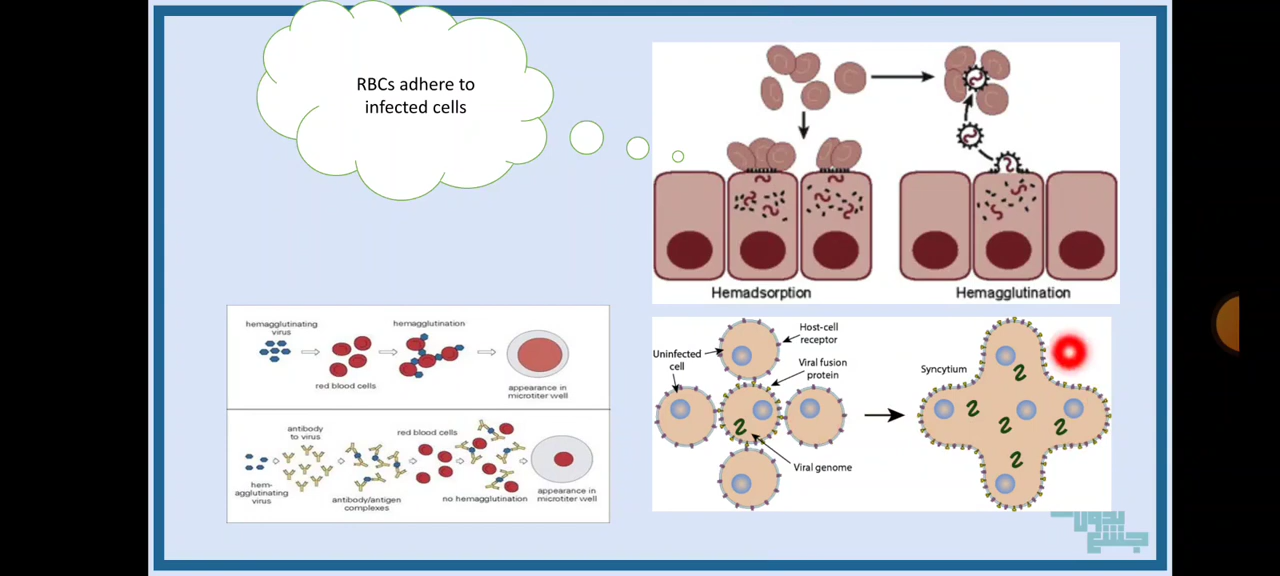 RBCs adhere to
infected cells
Hemadsorption
Hemagglutination
hemagglutinating
virus
hemagglutination
red blood cells
appearance in
microtiter well
antibody
to virus
red blood cells
hem-
agglutinating
virus
antibody/antigen
complexes
no hemagglutination
appearance in
microtiter well
Host-cell
receptor
Uninfected
cell
Viral fusion
protein
Viral genome
Syncytium
بدون
جشع